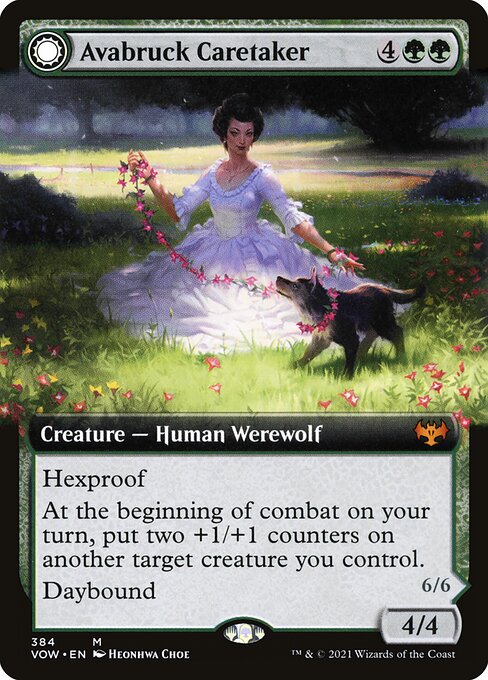 Avabruck Caretaker 4
Creature — Human Werewolf
Hexproof
At the beginning of combat on your
turn, put two +1/+1 counters on
another target creature you control.
Daybound
6/6
4/4
384 M
VOW • EN Heonhwa Choe
™ & © 2021 Wizards of the Coast